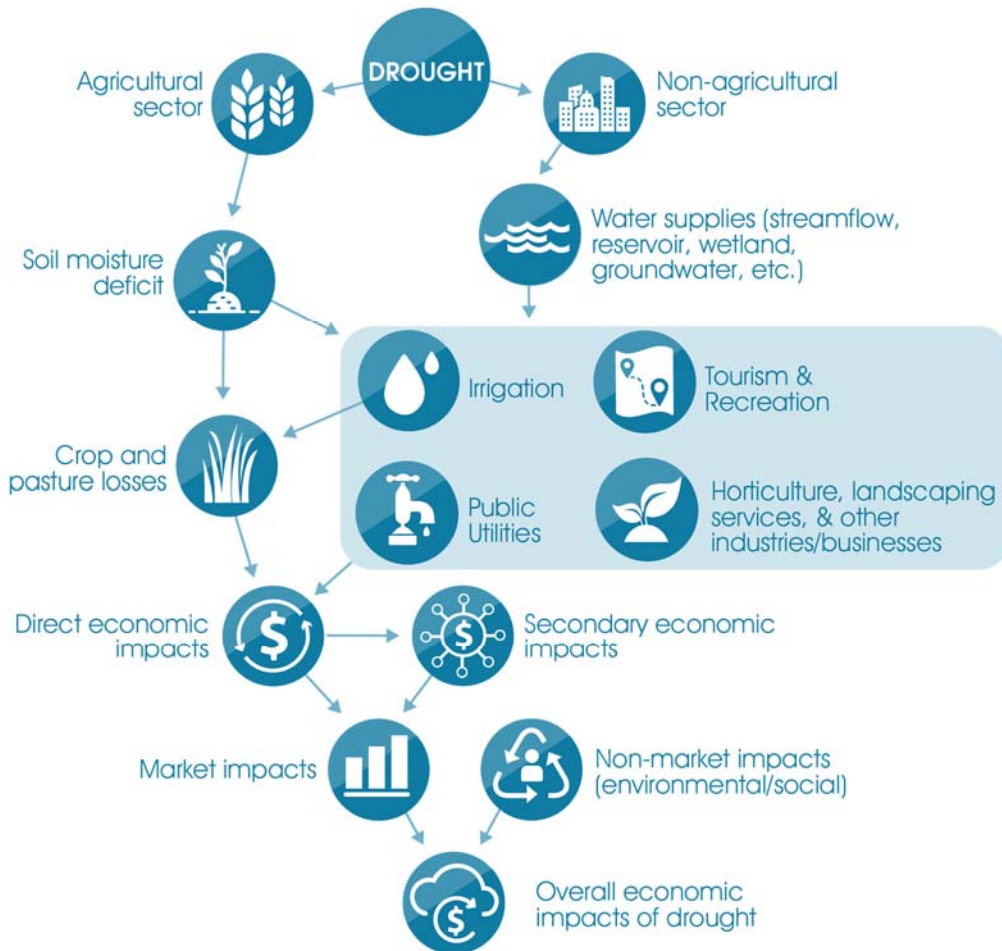 DROUGHT
Agricultural
sector
Non-agricultural
sector
Water supplies (streamflow,
reservoir, wetland,
groundwater, etc.)
Soil moisture
deficit
Irrigation
Tourism &
Recreation
Crop and
pasture losses
Public
Utilities
Horticulture, landscaping
services, & other
industries/businesses
Direct economic
impacts
$
$
Secondary economic
impacts
Market impacts
Non-market impacts
(environmental/social)
$
Overall economic
impacts of drought